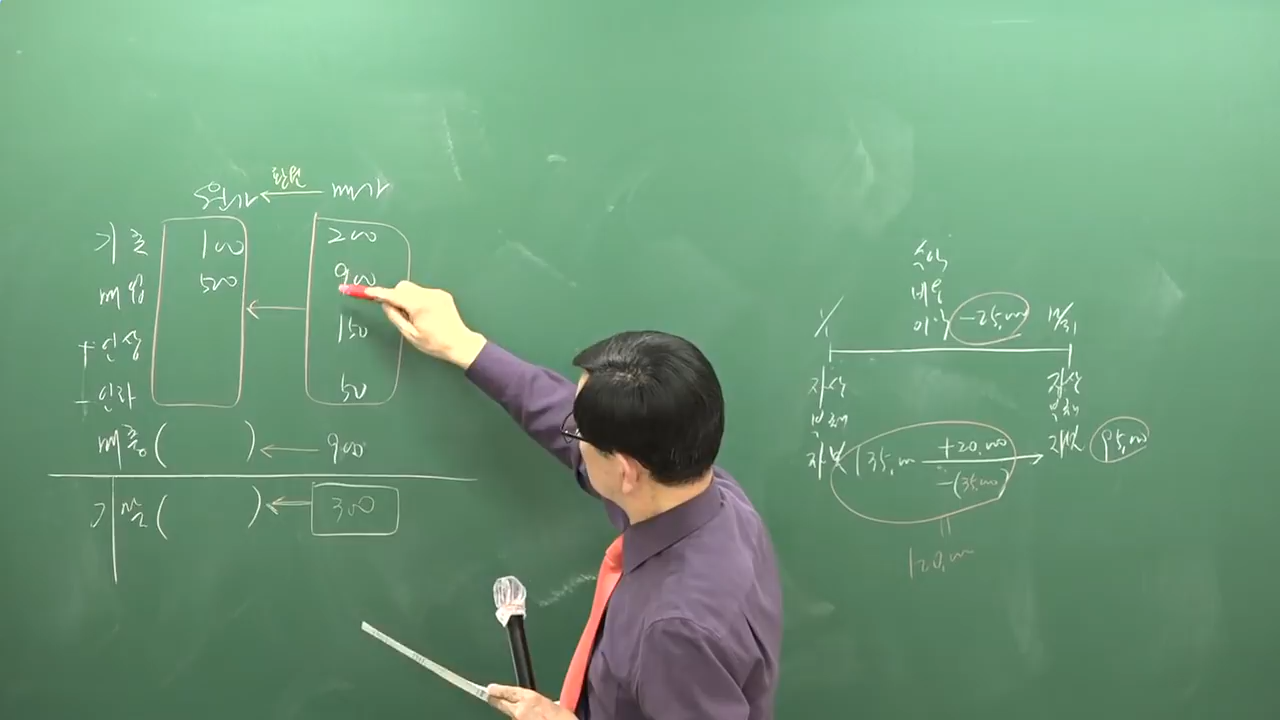 원가 ← 환원 매가
기초 100 200
매입 500 900
+ 인상 150
- 인하 50
매출 ( ) ← 900
기말 ( ) ← 300
수익
비용
1/1 이익 -25,000 12/31
자산 자산
부채 부채
자본 135,000 +20,000 → 자본 95,000
-(35,000)
||
120,000